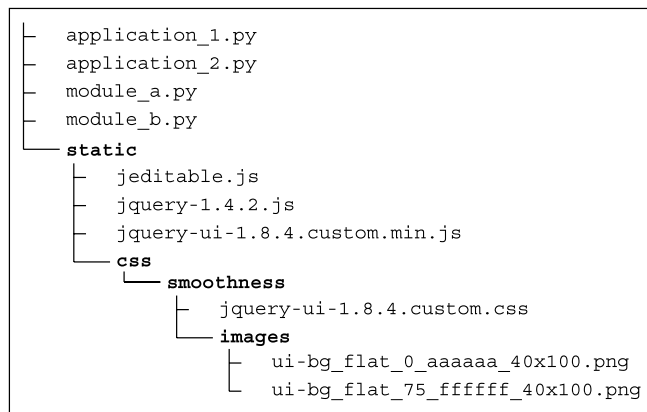 application_1.py
application_2.py
module_a.py
module_b.py
static
jeditable.js
jquery-1.4.2.js
jquery-ui-1.8.4.custom.min.js
css
smoothness
jquery-ui-1.8.4.custom.css
images
ui-bg_flat_0_aaaaaa_40x100.png
ui-bg_flat_75_ffffff_40x100.png